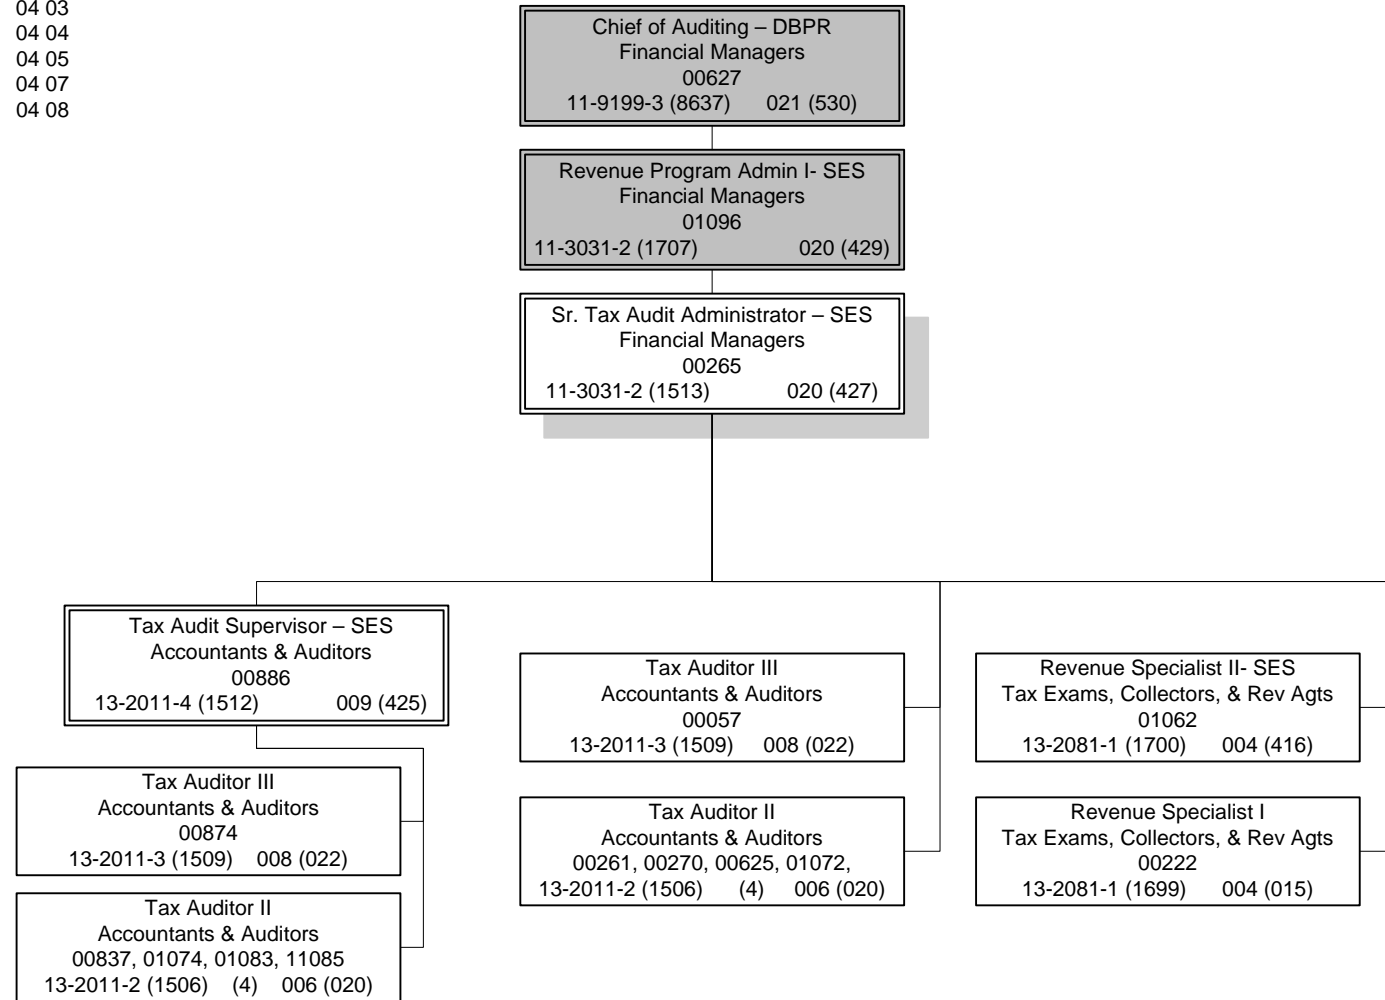 04 03
04 04
04 05
04 07
04 08
Chief of Auditing – DBPR
Financial Managers
00627
11-9199-3 (8637) 021 (530)
Revenue Program Admin I- SES
Financial Managers
01096
11-3031-2 (1707) 020 (429)
Sr. Tax Audit Administrator – SES
Financial Managers
00265
11-3031-2 (1513) 020 (427)
Tax Audit Supervisor – SES
Accountants & Auditors
00886
13-2011-4 (1512) 009 (425)
Tax Auditor III
Accountants & Auditors
00874
13-2011-3 (1509) 008 (022)
Tax Auditor II
Accountants & Auditors
00837, 01074, 01083, 11085
13-2011-2 (1506) (4) 006 (020)
Tax Auditor III
Accountants & Auditors
00057
13-2011-3 (1509) 008 (022)
Tax Auditor II
Accountants & Auditors
00261, 00270, 00625, 01072,
13-2011-2 (1506) (4) 006 (020)
Revenue Specialist II- SES
Tax Exams, Collectors, & Rev Agts
01062
13-2081-1 (1700) 004 (416)
Revenue Specialist I
Tax Exams, Collectors, & Rev Agts
00222
13-2081-1 (1699) 004 (015)